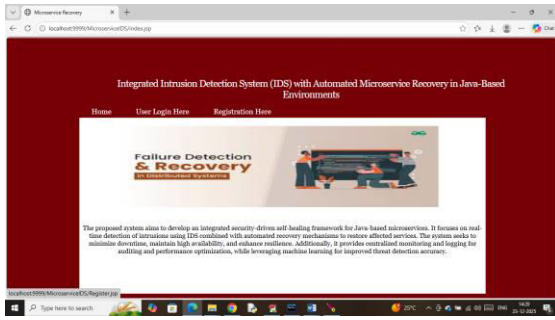 Microservice Recovery
localhost:9999/MicroserviceIDS/index.jsp
Chat
Integrated Intrusion Detection System (IDS) with Automated Microservice Recovery in Java-Based
Environments
Home User Login Here Registration Here
Failure Detection
& Recovery
in Distributed Systems
The proposed system aims to develop an integrated security-driven self-healing framework for Java-based microservices. It focuses on real-
time detection of intrusions using IDS combined with automated recovery mechanisms to restore affected services. The system seeks to
minimize downtime, maintain high availability, and enhance resilience. Additionally, it provides centralized monitoring and logging for
auditing and performance optimization, while leveraging machine learning for improved threat detection accuracy.
localhost:9999/MicroserviceIDS/Register.jsp
Type here to search
25°C
ENG
14:29
25-12-2025